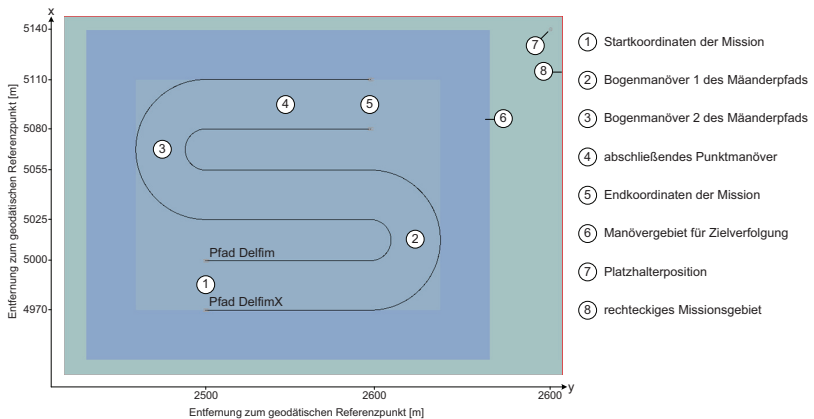 x
5140
5110
5080
5055
5025
5000
4970
Entfernung zum geodätischen Referenzpunkt [m]
7
8
6
4
5
3
2
1
Pfad Delfim
Pfad DelfimX
2500
2600
2600
y
Entfernung zum geodätischen Referenzpunkt [m]
1 Startkoordinaten der Mission
2 Bogenmanöver 1 des Mäanderpfads
3 Bogenmanöver 2 des Mäanderpfads
4 abschließendes Punktmanöver
5 Endkoordinaten der Mission
6 Manövergebiet für Zielverfolgung
7 Platzhalterposition
8 rechteckiges Missionsgebiet